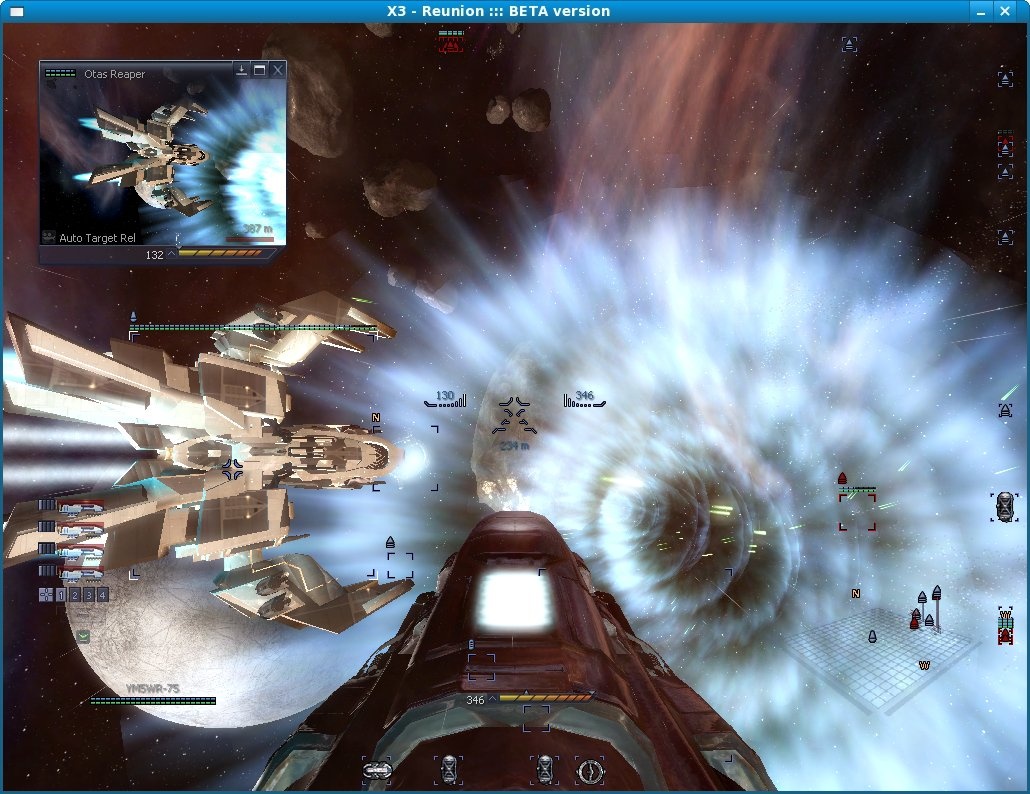 X3 - Reunion ::: BETA version
Otas Reaper
387 m
Auto Target Rel
132
130
346
N
234 m
1 2 3 4
N
W
W
YMSWR-75
346